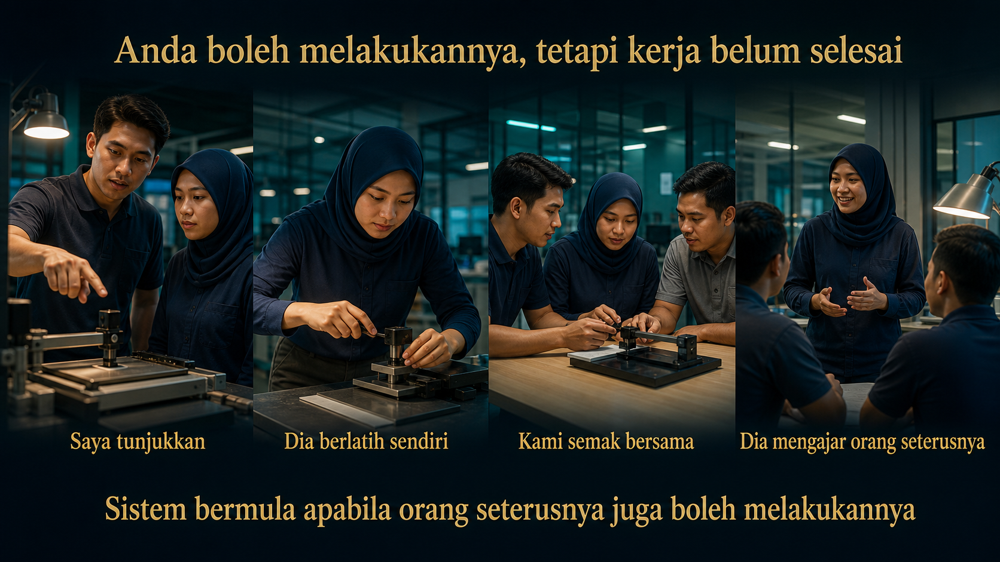 Anda boleh melakukannya, tetapi kerja belum selesai
Saya tunjukkan
Dia berlatih sendiri
Kami semak bersama
Dia mengajar orang seterusnya
Sistem bermula apabila orang seterusnya juga boleh melakukannya